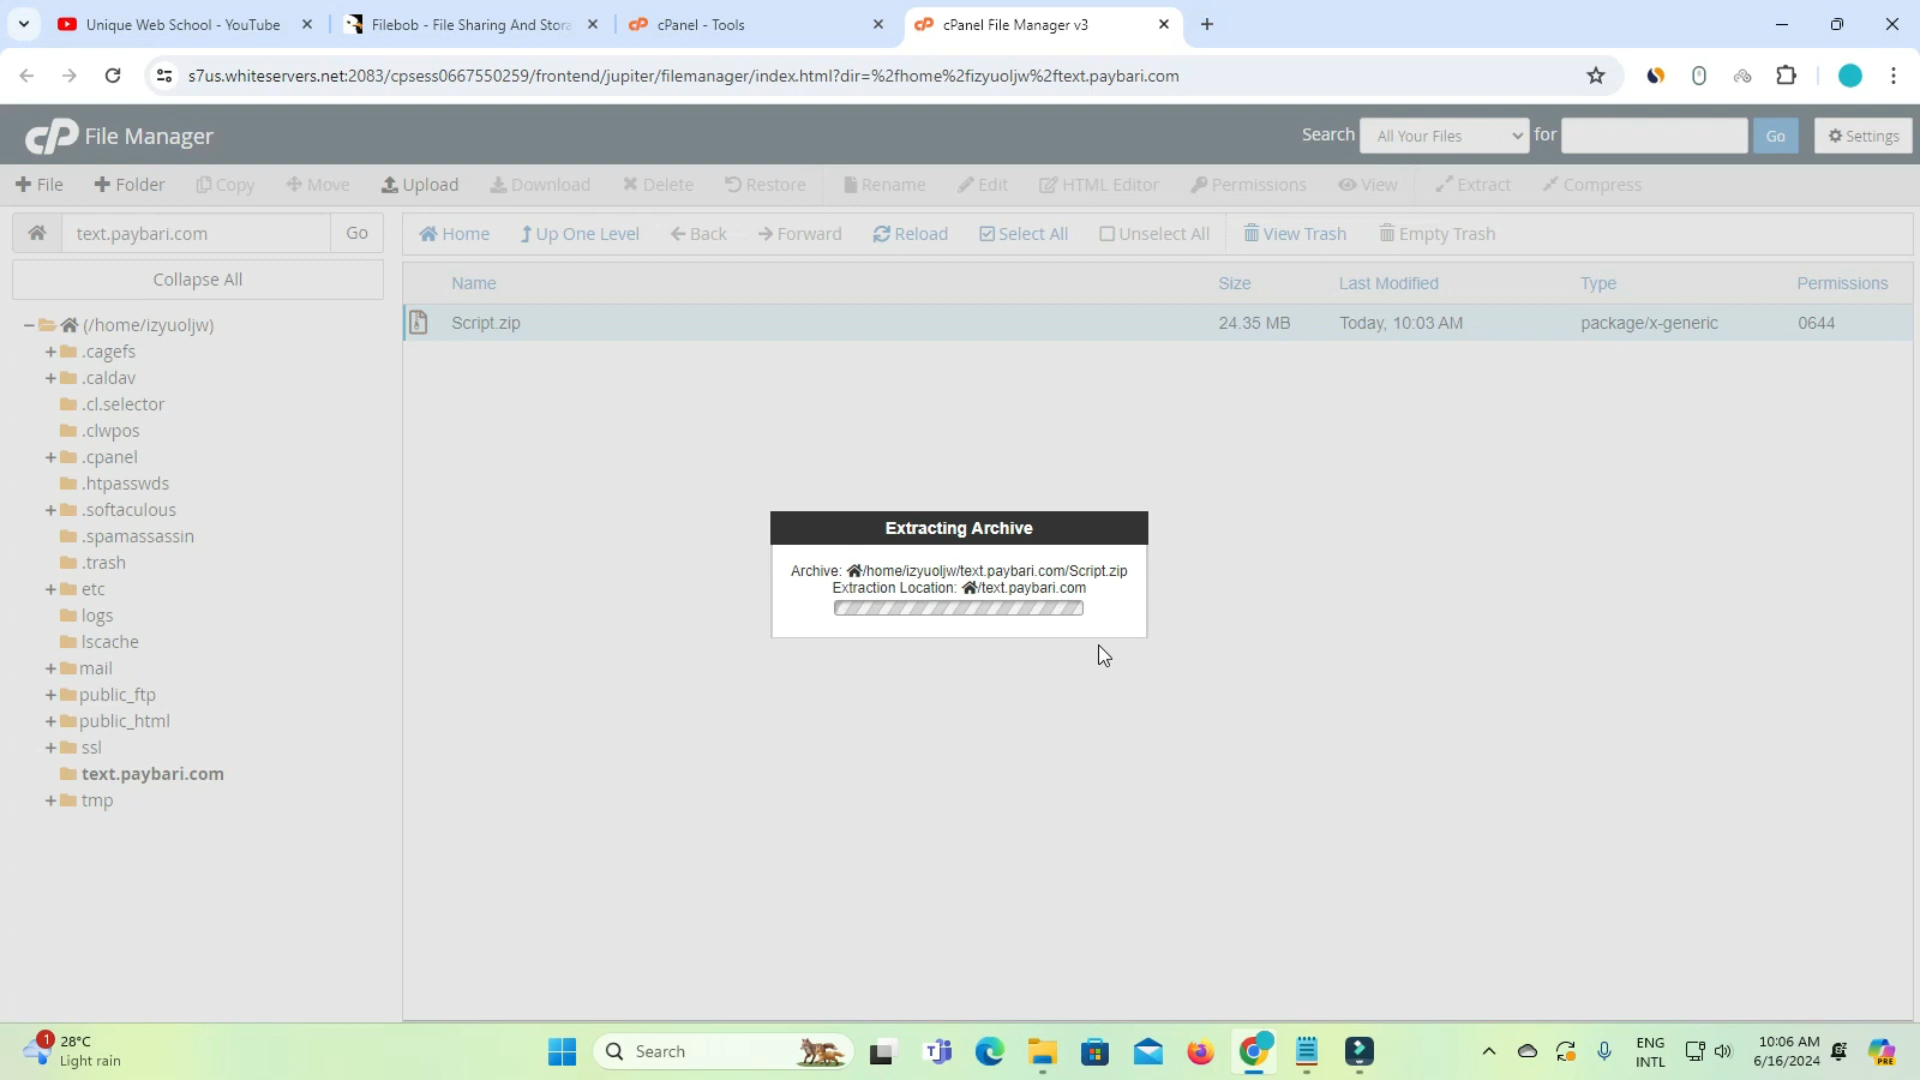 Unique Web School - YouTube
Filebob - File Sharing And Stora
cPanel - Tools
cPanel File Manager v3
s7us.whiteservers.net:2083/cpsess0667550259/frontend/jupiter/filemanager/index.html?dir=%2fhome%2fizyuoljw%2ftext.paybari.com
cP File Manager
Search All Your Files for Go Settings
File Folder Copy Move Upload Download Delete Restore Rename Edit HTML Editor Permissions View Extract Compress
text.paybari.com Go
Home Up One Level Back Forward Reload Select All Unselect All View Trash Empty Trash
Collapse All
Name Size Last Modified Type Permissions
Script.zip 24.35 MB Today, 10:03 AM package/x-generic 0644
(/home/izyuoljw)
.cagefs
.caldav
.cl.selector
.clwpos
.cpanel
.htpasswds
.softaculous
.spamassassin
.trash
etc
logs
lscache
mail
public_ftp
public_html
ssl
text.paybari.com
tmp
Extracting Archive
Archive: /home/izyuoljw/text.paybari.com/Script.zip
Extraction Location: /text.paybari.com
1
28°C
Light rain
Search
ENG
INTL
10:06 AM
6/16/2024
PRE